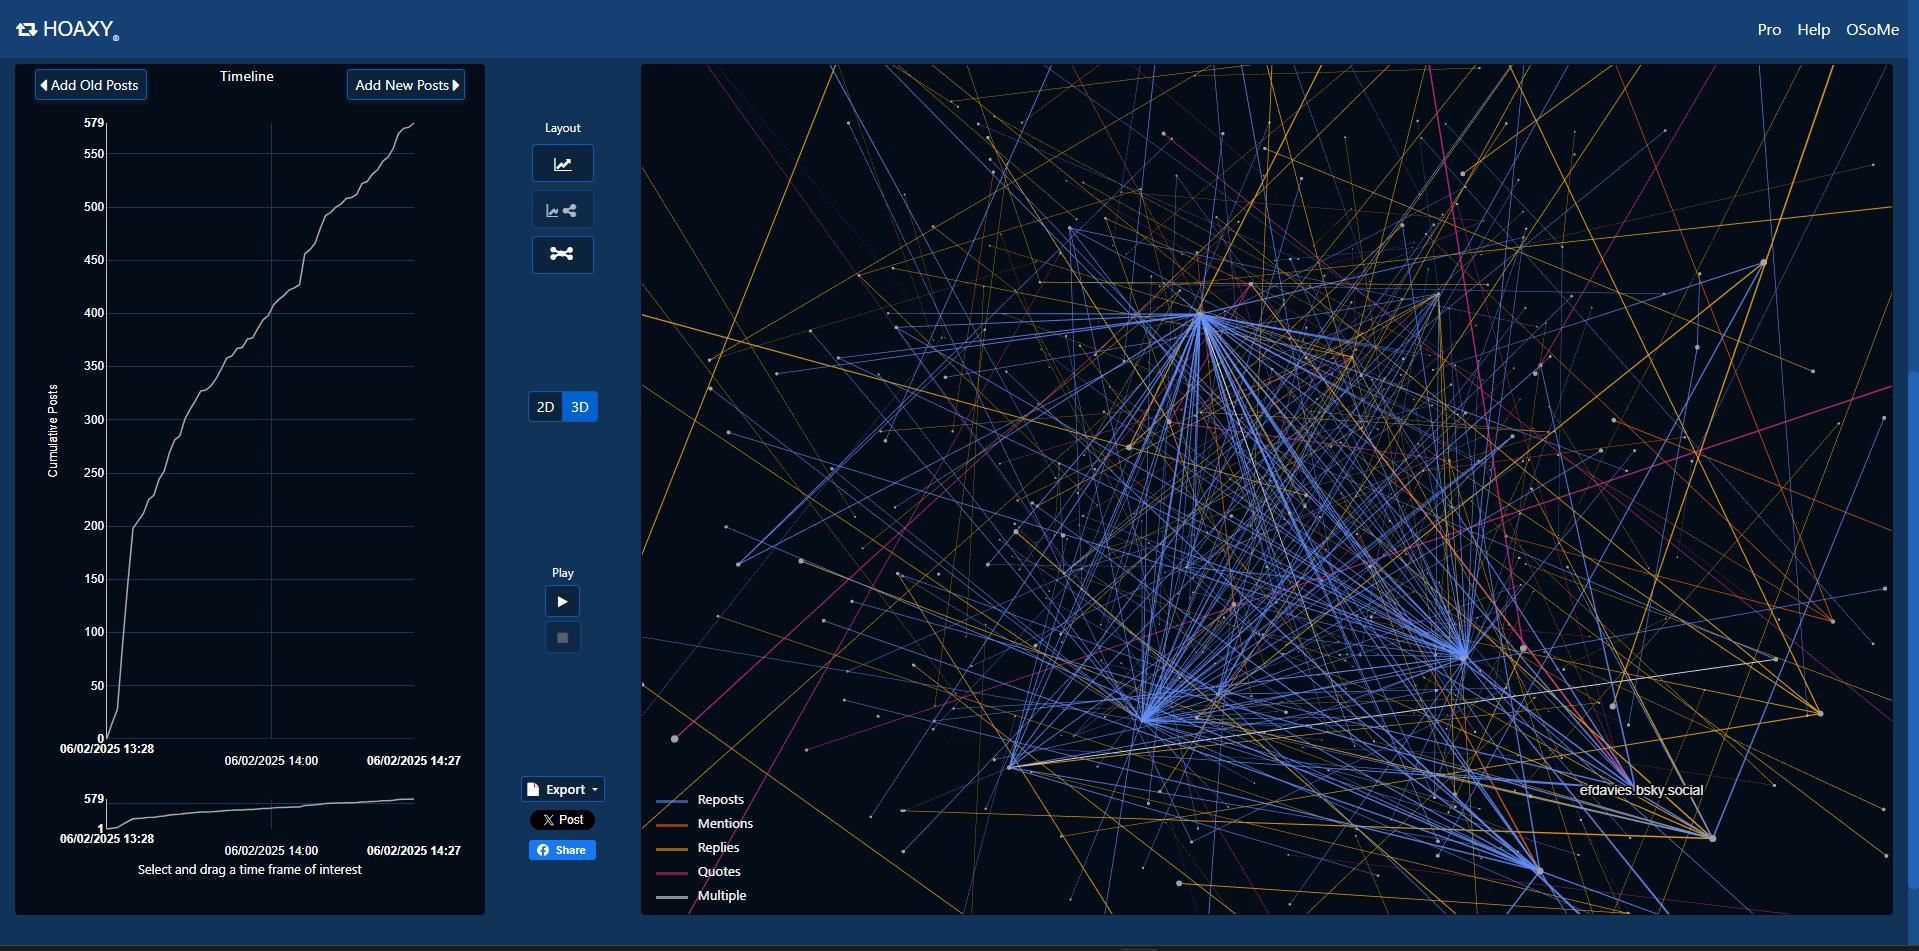 HOAXY®
Pro Help OSoMe
Add Old Posts
Timeline
Add New Posts
579
550
500
450
400
350
300
250
200
150
100
50
0
Cumulative Posts
06/02/2025 13:28
06/02/2025 14:00
06/02/2025 14:27
579
1
06/02/2025 13:28
06/02/2025 14:00
06/02/2025 14:27
Select and drag a time frame of interest
Layout
2D 3D
Play
Export
Post
Share
efdavies.bsky.social
Reposts
Mentions
Replies
Quotes
Multiple